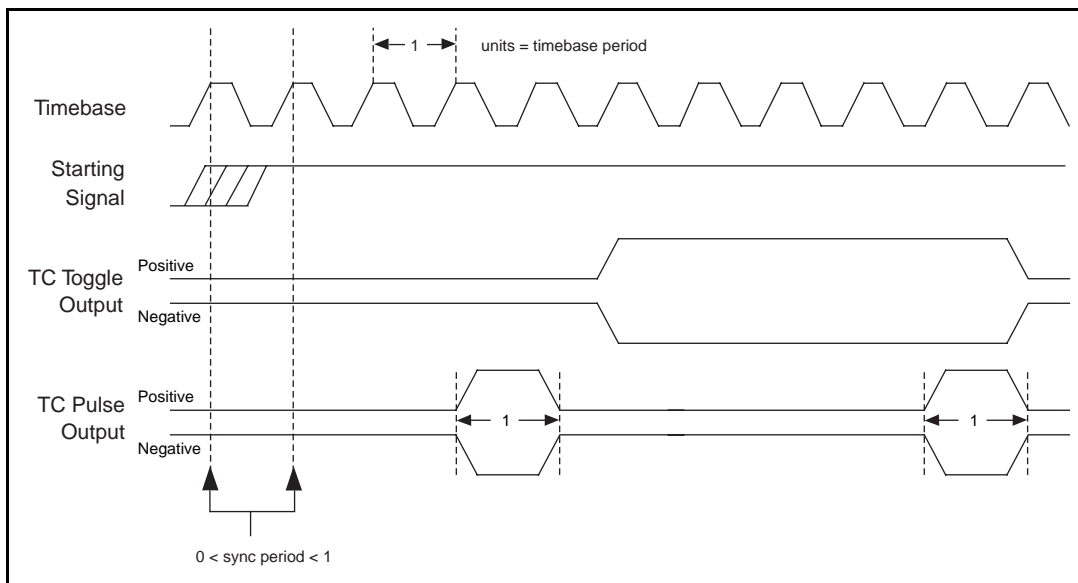 1
units = timebase period
Timebase
Starting
Signal
TC Toggle
Output
Positive
Negative
TC Pulse
Output
Positive
Negative
1
1
0 < sync period < 1